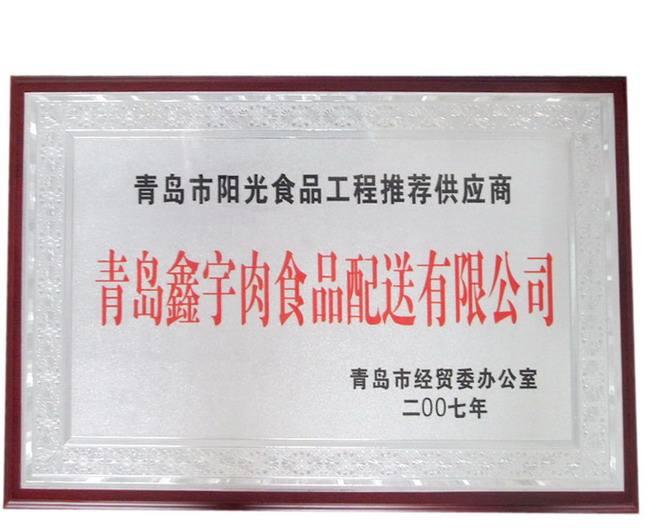 青岛市阳光食品工程推荐供应商
青岛鑫宇肉食品配送有限公司
青岛市经贸委办公室
二00七年